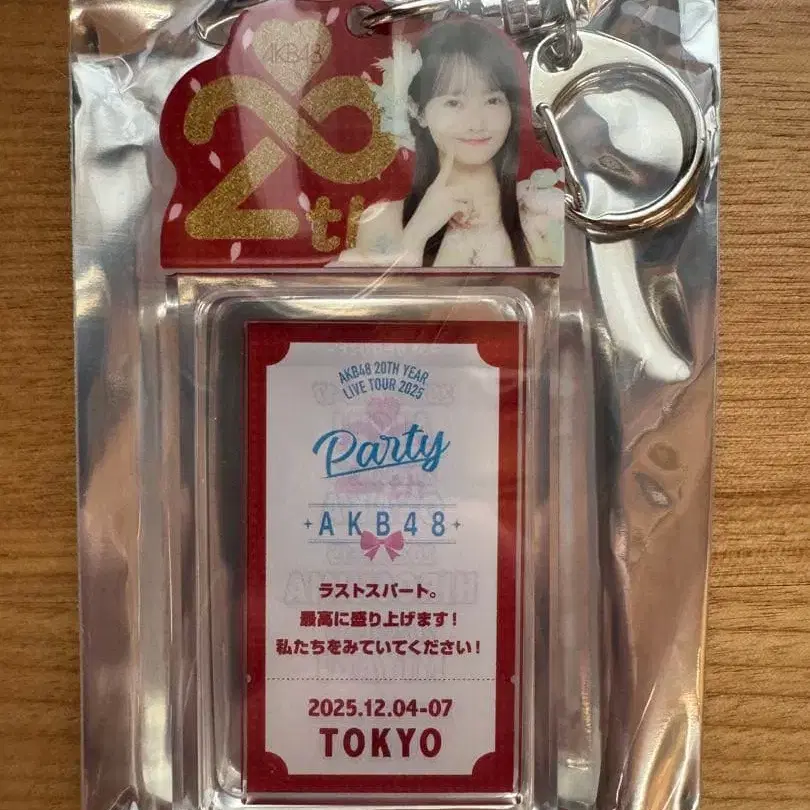 AKB48
20th
AKB48 20TH YEAR
LIVE TOUR 2025
Party
AKB48
ラストスパート。
最高に盛り上げます!
私たちをみていてください!
2025.12.04-07
TOKYO